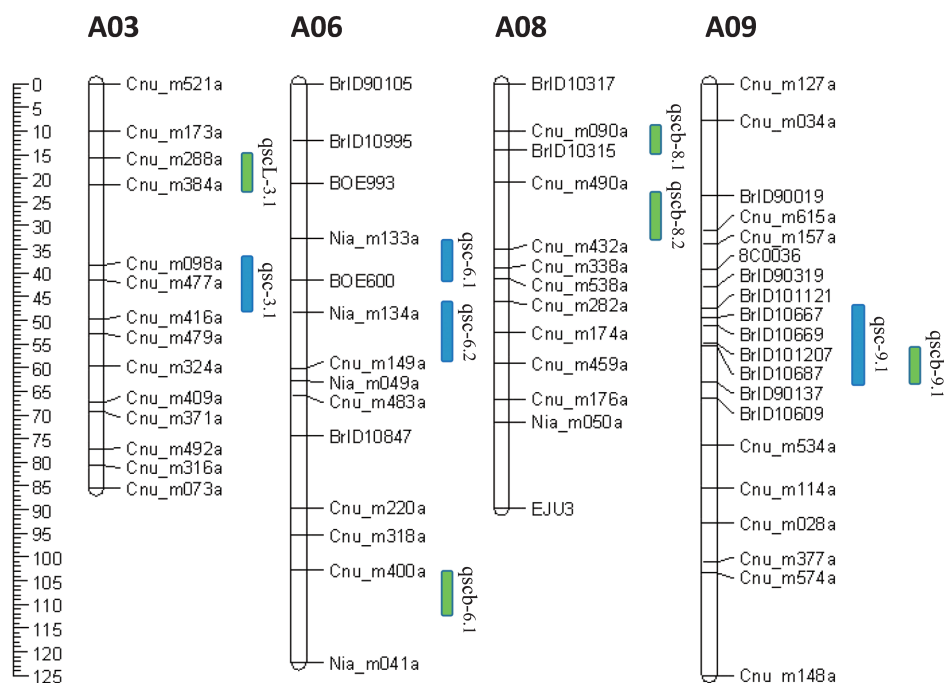 A03
A06
A08
A09
0
5
10
15
20
25
30
35
40
45
50
55
60
65
70
75
80
85
90
95
100
105
110
115
120
125
Cnu_m521a
Cnu_m173a
Cnu_m288a
Cnu_m384a
Cnu_m098a
Cnu_m477a
Cnu_m416a
Cnu_m479a
Cnu_m324a
Cnu_m409a
Cnu_m371a
Cnu_m492a
Cnu_m316a
Cnu_m073a
qscL-3.1
qsc-3.1
BrID90105
BrID10995
BOE993
Nia_m133a
BOE600
Nia_m134a
Cnu_m149a
Nia_m049a
Cnu_m483a
BrID10847
Cnu_m220a
Cnu_m318a
Cnu_m400a
Nia_m041a
qsc-6.1
qsc-6.2
qscb-6.1
BrID10317
Cnu_m090a
BrID10315
Cnu_m490a
Cnu_m432a
Cnu_m338a
Cnu_m538a
Cnu_m282a
Cnu_m174a
Cnu_m459a
Cnu_m176a
Nia_m050a
EJU3
qscb-8.1
qscb-8.2
Cnu_m127a
Cnu_m034a
BrID90019
Cnu_m615a
Cnu_m157a
8C0036
BrID90319
BrID101121
BrID10667
BrID10669
BrID101207
BrID10687
BrID90137
BrID10609
Cnu_m534a
Cnu_m114a
Cnu_m028a
Cnu_m377a
Cnu_m574a
Cnu_m148a
qsc-9.1
qscb-9.1